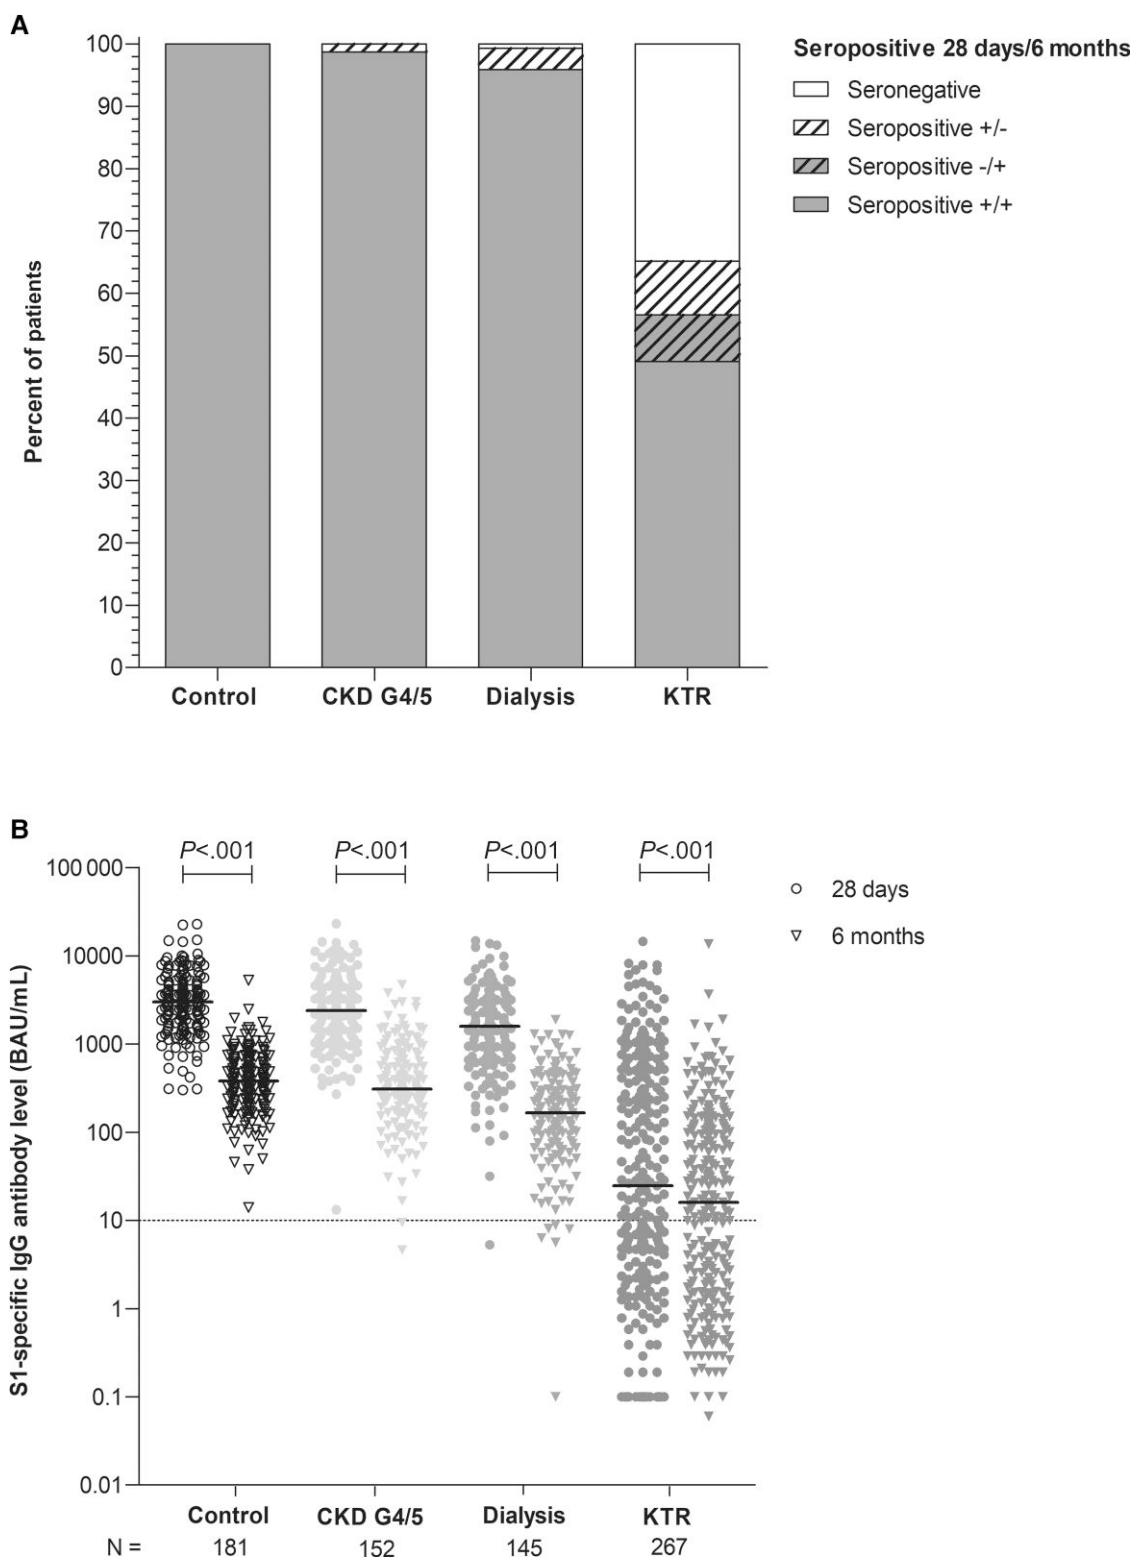 A
Seropositive 28 days/6 months
Seronegative
Seropositive +/-
Seropositive -/+
Seropositive +/+
Percent of patients
100
90
80
70
60
50
40
30
20
10
0
Control CKD G4/5 Dialysis KTR
B
P<.001 P<.001 P<.001 P<.001
28 days
6 months
S1-specific IgG antibody level (BAU/mL)
100 000
10000
1000
100
10
1
0.1
0.01
Control CKD G4/5 Dialysis KTR
N = 181 152 145 267